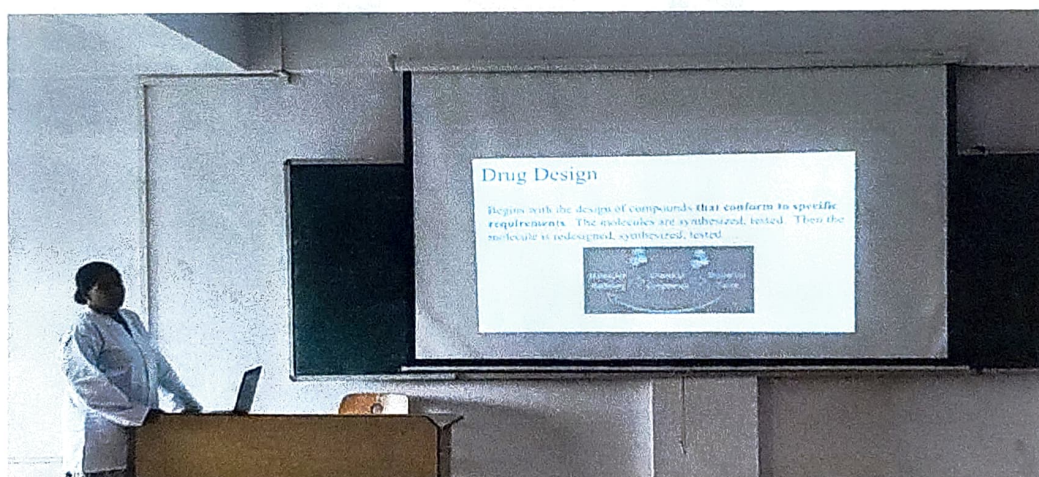 Drug Design
Begins with the design of compounds that conform to specific
requirements. The molecules are synthesized, tested. Then the
molecule is redesigned, synthesized, tested